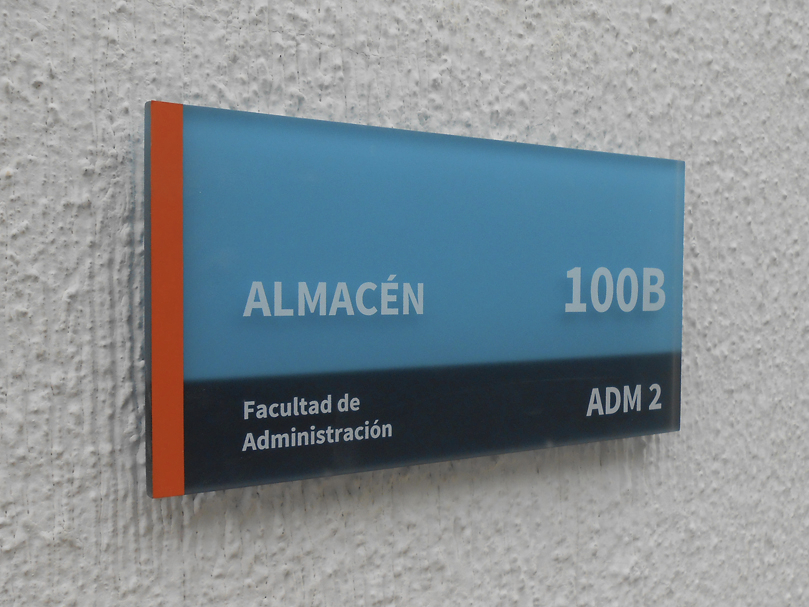 ALMACÉN 100B
Facultad de
Administración
ADM 2